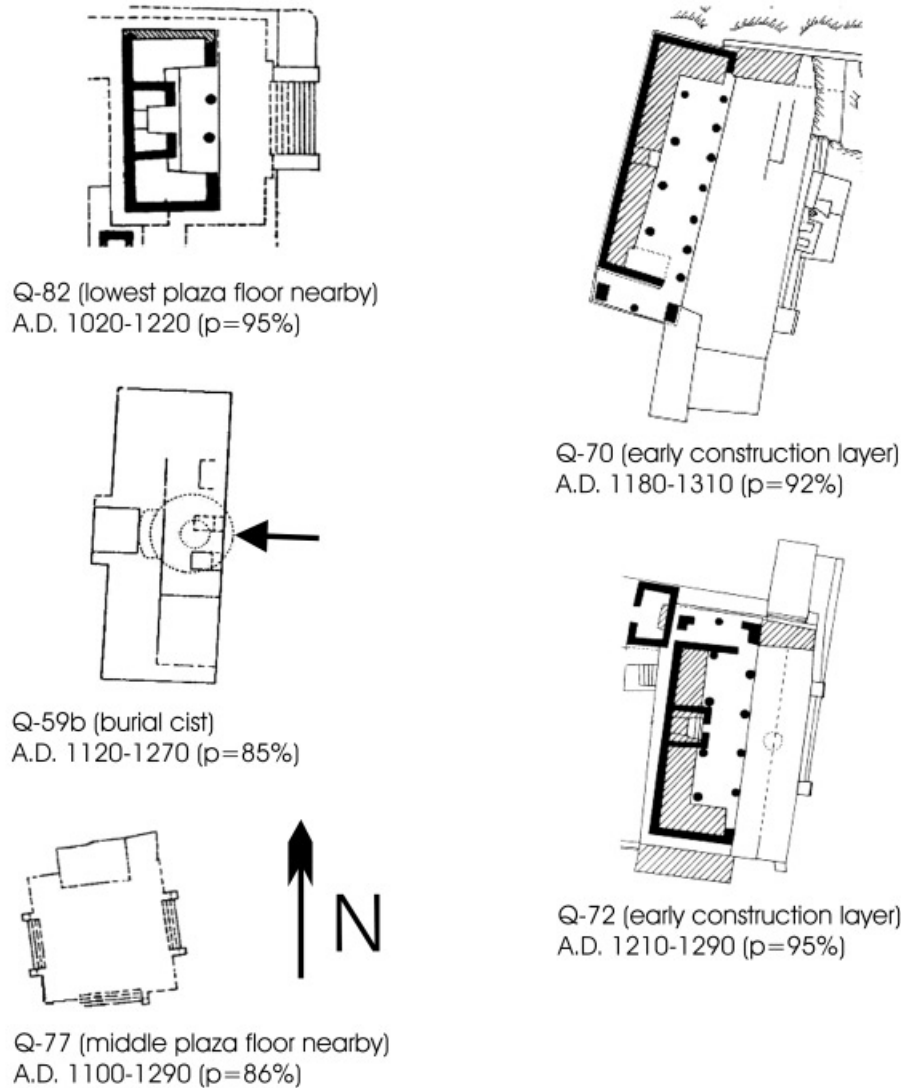 Q-82 (lowest plaza floor nearby)
A.D. 1020-1220 (p=95%)
Q-59b (burial cist)
A.D. 1120-1270 (p=85%)
N
Q-77 (middle plaza floor nearby)
A.D. 1100-1290 (p=86%)
Q-70 (early construction layer)
A.D. 1180-1310 (p=92%)
Q-72 (early construction layer)
A.D. 1210-1290 (p=95%)